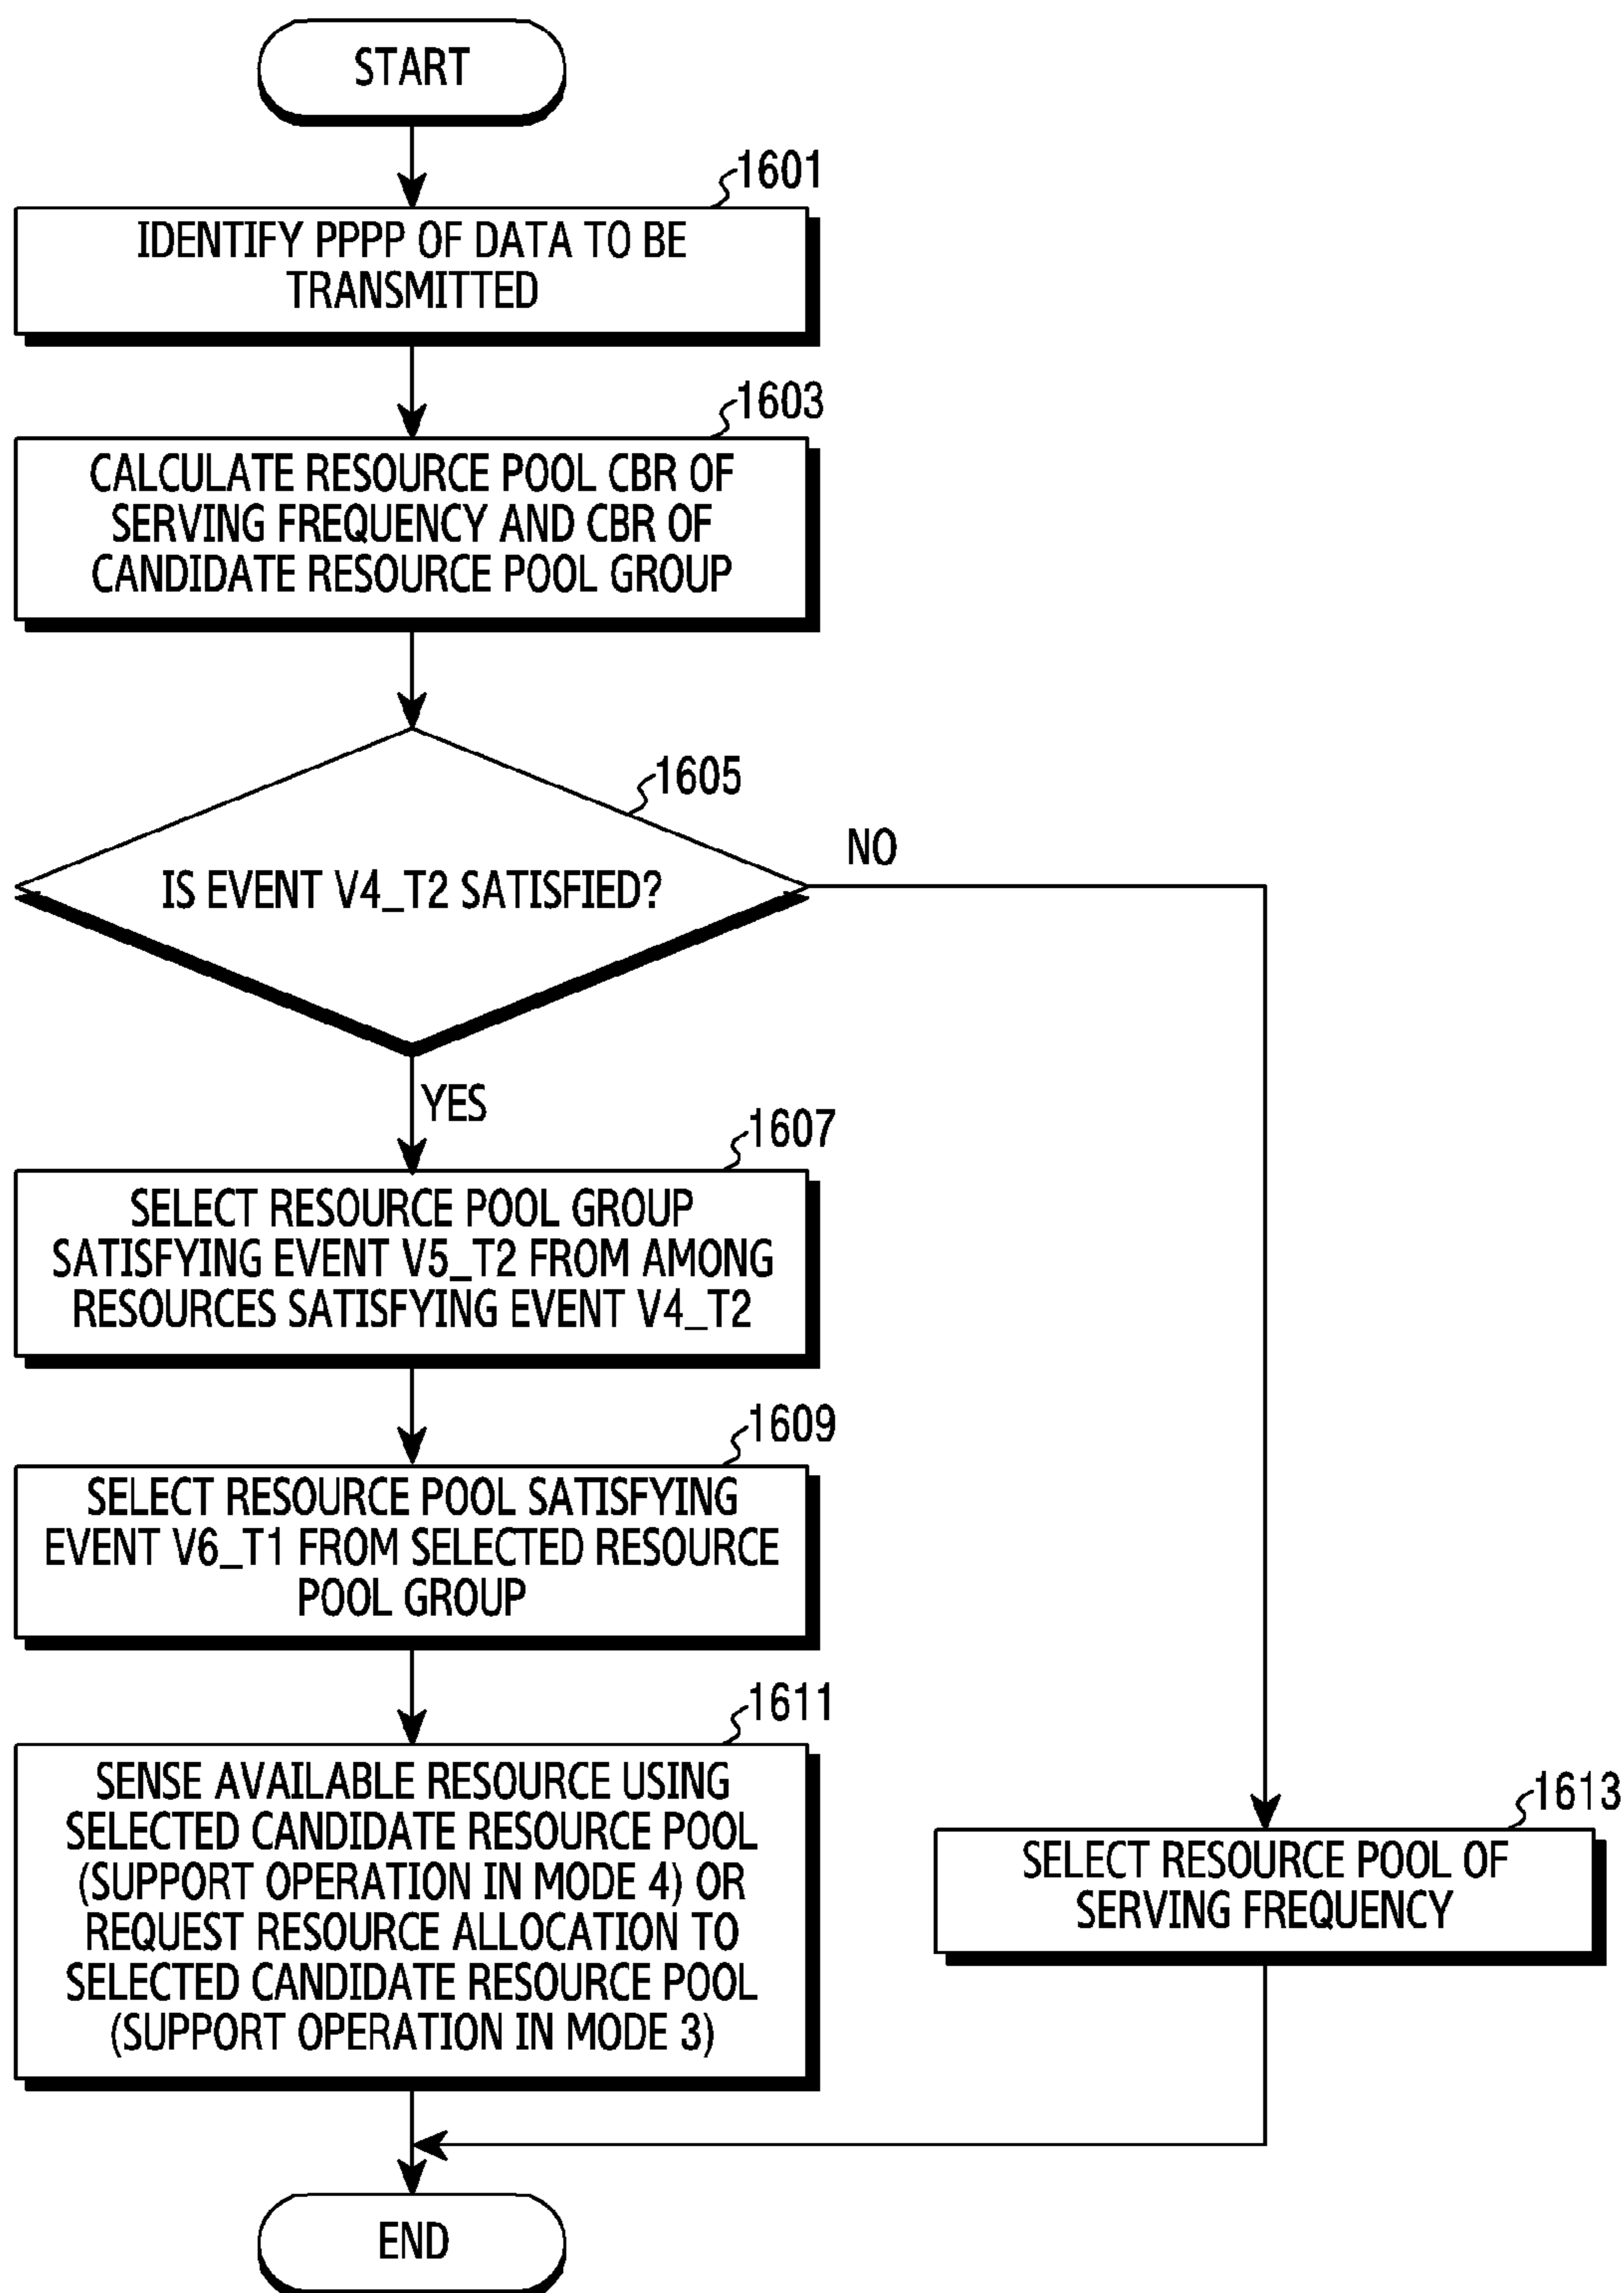 START
1601
IDENTIFY PPPP OF DATA TO BE
TRANSMITTED
1603
CALCULATE RESOURCE POOL CBR OF
SERVING FREQUENCY AND CBR OF
CANDIDATE RESOURCE POOL GROUP
1605
IS EVENT V4_T2 SATISFIED?
NO
YES
1607
SELECT RESOURCE POOL GROUP
SATISFYING EVENT V5_T2 FROM AMONG
RESOURCES SATISFYING EVENT V4_T2
1609
SELECT RESOURCE POOL SATISFYING
EVENT V6_T1 FROM SELECTED RESOURCE
POOL GROUP
1611
SENSE AVAILABLE RESOURCE USING
SELECTED CANDIDATE RESOURCE POOL
(SUPPORT OPERATION IN MODE 4) OR
REQUEST RESOURCE ALLOCATION TO
SELECTED CANDIDATE RESOURCE POOL
(SUPPORT OPERATION IN MODE 3)
1613
SELECT RESOURCE POOL OF
SERVING FREQUENCY
END